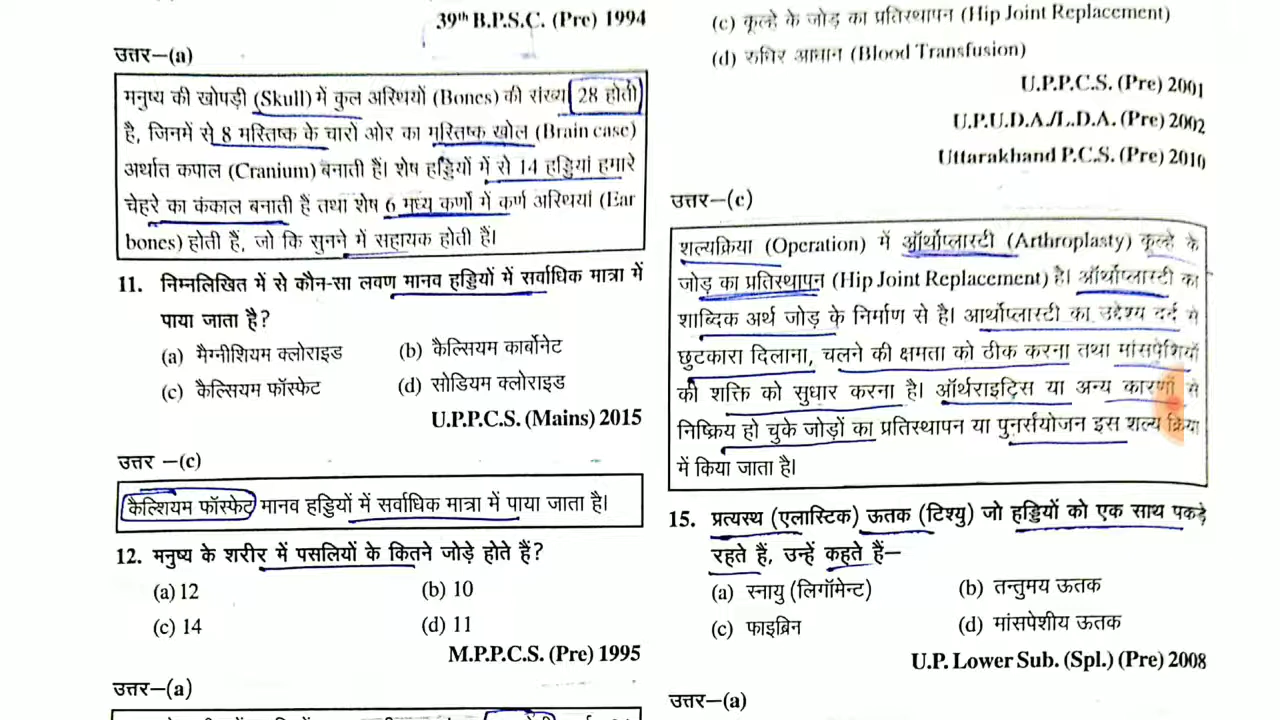 39th B.P.S.C. (Pre) 1994
उत्तर–(a)
मनुष्य की खोपड़ी (Skull) में कुल अस्थियों (Bones) की संख्या 28 होती
है, जिनमें से 8 मस्तिष्क के चारों ओर का मस्तिष्क खोल (Brain case)
अर्थात कपाल (Cranium) बनाती हैं। शेष हड्डियों में से 14 हड्डियां हमारे
चेहरे का कंकाल बनाती हैं तथा शेष 6 मध्य कर्णों में कर्ण अस्थियां (Ear
bones) होती हैं, जो कि सुनने में सहायक होती हैं।
11. निम्नलिखित में से कौन-सा लवण मानव हड्डियों में सर्वाधिक मात्रा में
पाया जाता है?
(a) मैग्नीशियम क्लोराइड (b) कैल्सियम कार्बोनेट
(c) कैल्सियम फॉस्फेट (d) सोडियम क्लोराइड
U.P.P.C.S. (Mains) 2015
उत्तर –(c)
कैल्शियम फॉस्फेट मानव हड्डियों में सर्वाधिक मात्रा में पाया जाता है।
12. मनुष्य के शरीर में पसलियों के कितने जोड़े होते हैं?
(a) 12 (b) 10
(c) 14 (d) 11
M.P.P.C.S. (Pre) 1995
उत्तर–(a)
(c) कूल्हे के जोड़ का प्रतिस्थापन (Hip Joint Replacement)
(d) रुधिर आधान (Blood Transfusion)
U.P.P.C.S. (Pre) 2001
U.P.U.D.A./L.D.A. (Pre) 2002
Uttarakhand P.C.S. (Pre) 2010
उत्तर–(c)
शल्यक्रिया (Operation) में ऑर्थोप्लास्टी (Arthroplasty) कूल्हे के
जोड़ का प्रतिस्थापन (Hip Joint Replacement) है। ऑर्थोप्लास्टी का
शाब्दिक अर्थ जोड़ के निर्माण से है। आर्थोप्लास्टी का उद्देश्य दर्द से
छुटकारा दिलाना, चलने की क्षमता को ठीक करना तथा मांसपेशियों
की शक्ति को सुधार करना है। ऑर्थराइट्रिस या अन्य कारणों से
निष्क्रिय हो चुके जोड़ों का प्रतिस्थापन या पुनर्संयोजन इस शल्य क्रिया
में किया जाता है।
15. प्रत्यस्थ (एलास्टिक) ऊतक (टिश्यु) जो हड्डियों को एक साथ पकड़े
रहते हैं, उन्हें कहते हैं–
(a) स्नायु (लिगॉमेन्ट) (b) तन्तुमय ऊतक
(c) फाइब्रिन (d) मांसपेशीय ऊतक
U.P. Lower Sub. (Spl.) (Pre) 2008
उत्तर–(a)